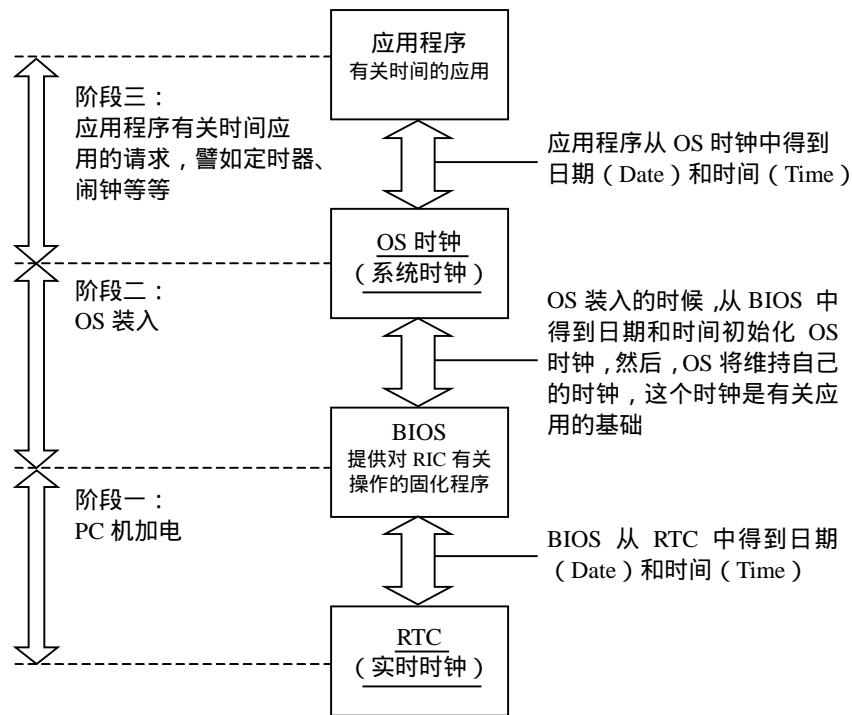 应用程序
有关时间的应用
阶段三：
应用程序有关时间应
用的请求，譬如定时器、
闹钟等等
应用程序从 OS 时钟中得到
日期（Date）和时间（Time）
OS 时钟
（系统时钟）
阶段二：
OS 装入
OS 装入的时候,从 BIOS 中
得到日期和时间初始化 OS
时钟,然后,OS 将维持自己
的时钟，这个时钟是有关应
用的基础
BIOS
提供对 RIC 有关
操作的固化程序
阶段一：
PC 机加电
BIOS 从 RTC 中得到日期
（Date）和时间（Time）
RTC
（实时时钟）